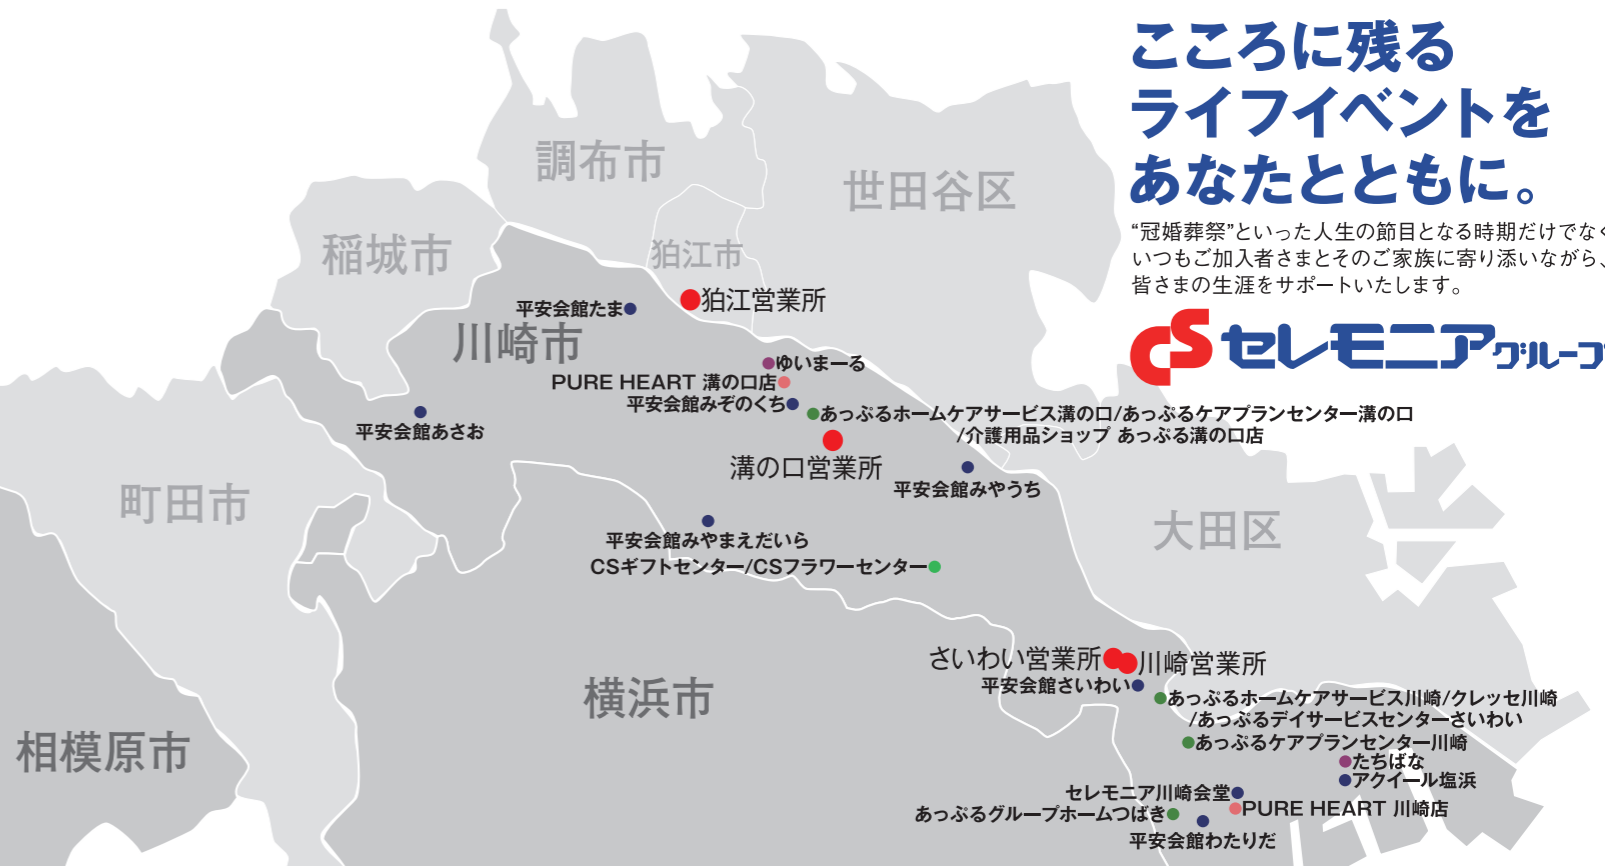 こころに残る
ライフイベントを
あなたとともに。
“冠婚葬祭”といった人生の節目となる時期だけでなく
いつもご加入者さまとそのご家族に寄り添いながら、
皆さまの生涯をサポートいたします。
CSセレモニアグループ
調布市
世田谷区
稲城市
狛江市
狛江営業所
平安会館たま
川崎市
ゆいまーる
PURE HEART 溝の口店
平安会館みぞのくち
あっぷるホームケアサービス溝の口/あっぷるケアプランセンター溝の口
/介護用品ショップ あっぷる溝の口店
平安会館あさお
溝の口営業所
平安会館みやうち
町田市
大田区
平安会館みやまえだいら
CSギフトセンター/CSフラワーセンター
さいわい営業所
川崎営業所
平安会館さいわい
あっぷるホームケアサービス川崎/クレッセ川崎
/あっぷるデイサービスセンターさいわい
横浜市
あっぷるケアプランセンター川崎
相模原市
たちばな
アクイール塩浜
セレモニア川崎会堂
PURE HEART 川崎店
あっぷるグループホームつばき
平安会館わたりだ